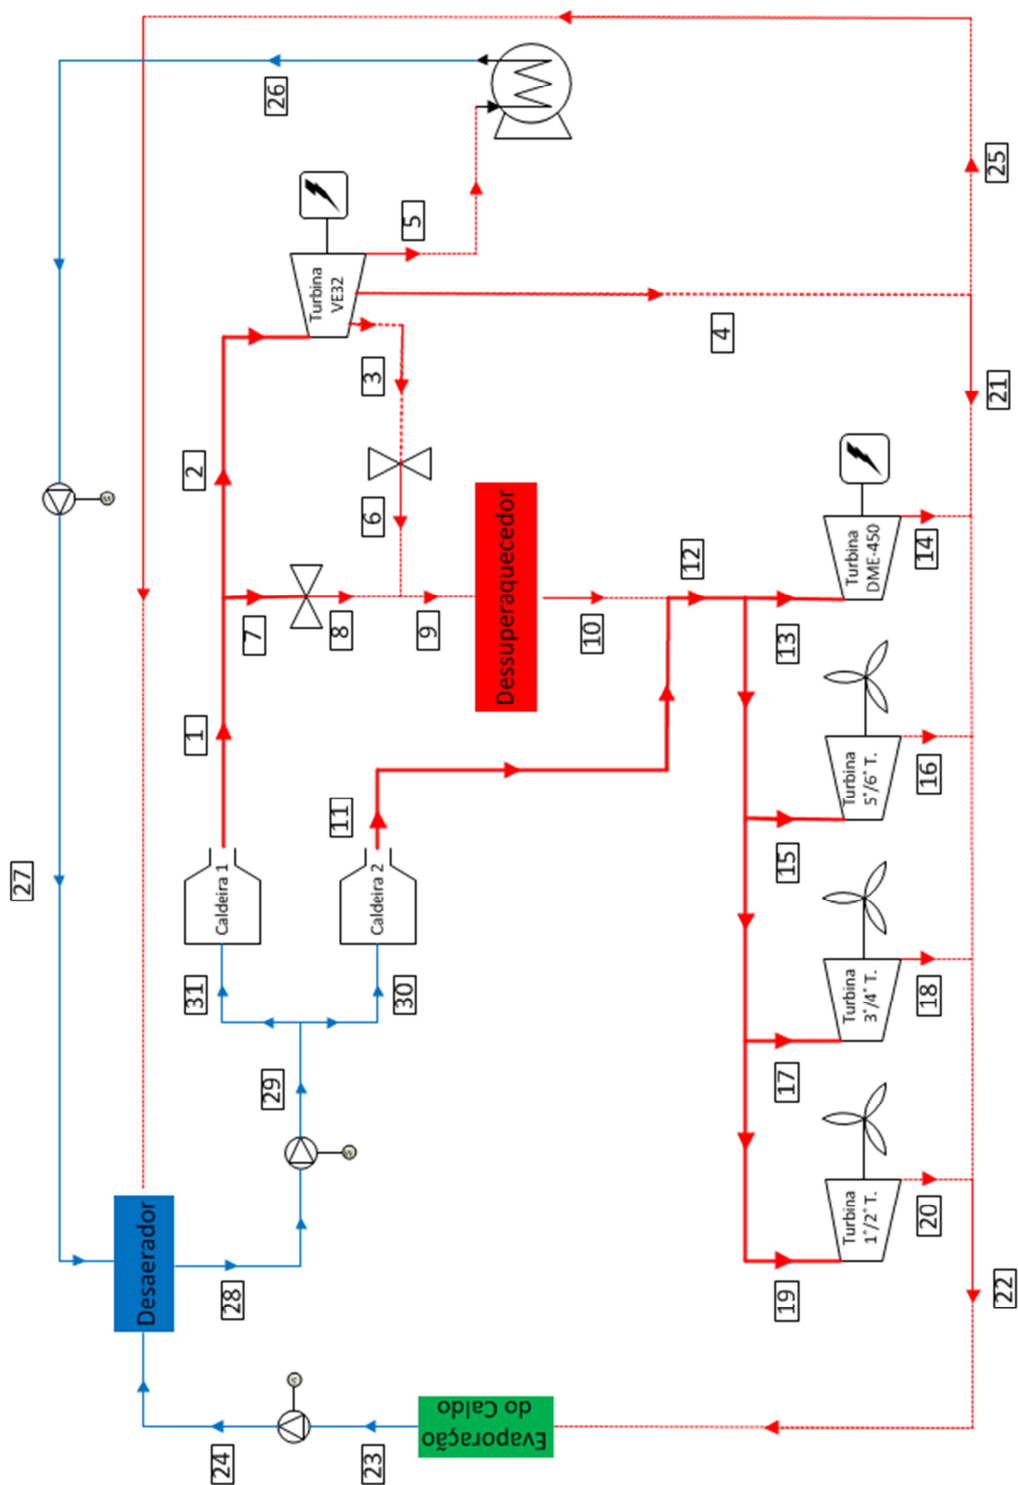 27
Desaerador
31
1
2
24
28
Caldeira 1
7
29
26
Turbina
VE32
11
8
23
Caldeira 2
6
3
30
9
5
Evaporação
do Caldo
Dessuperaquecedor
10
12
4
19
17
15
13
Turbina
1°/2° T.
Turbina
3°/4° T.
Turbina
5°/6° T.
Turbina
DME-450
20
18
16
14
22
21
25